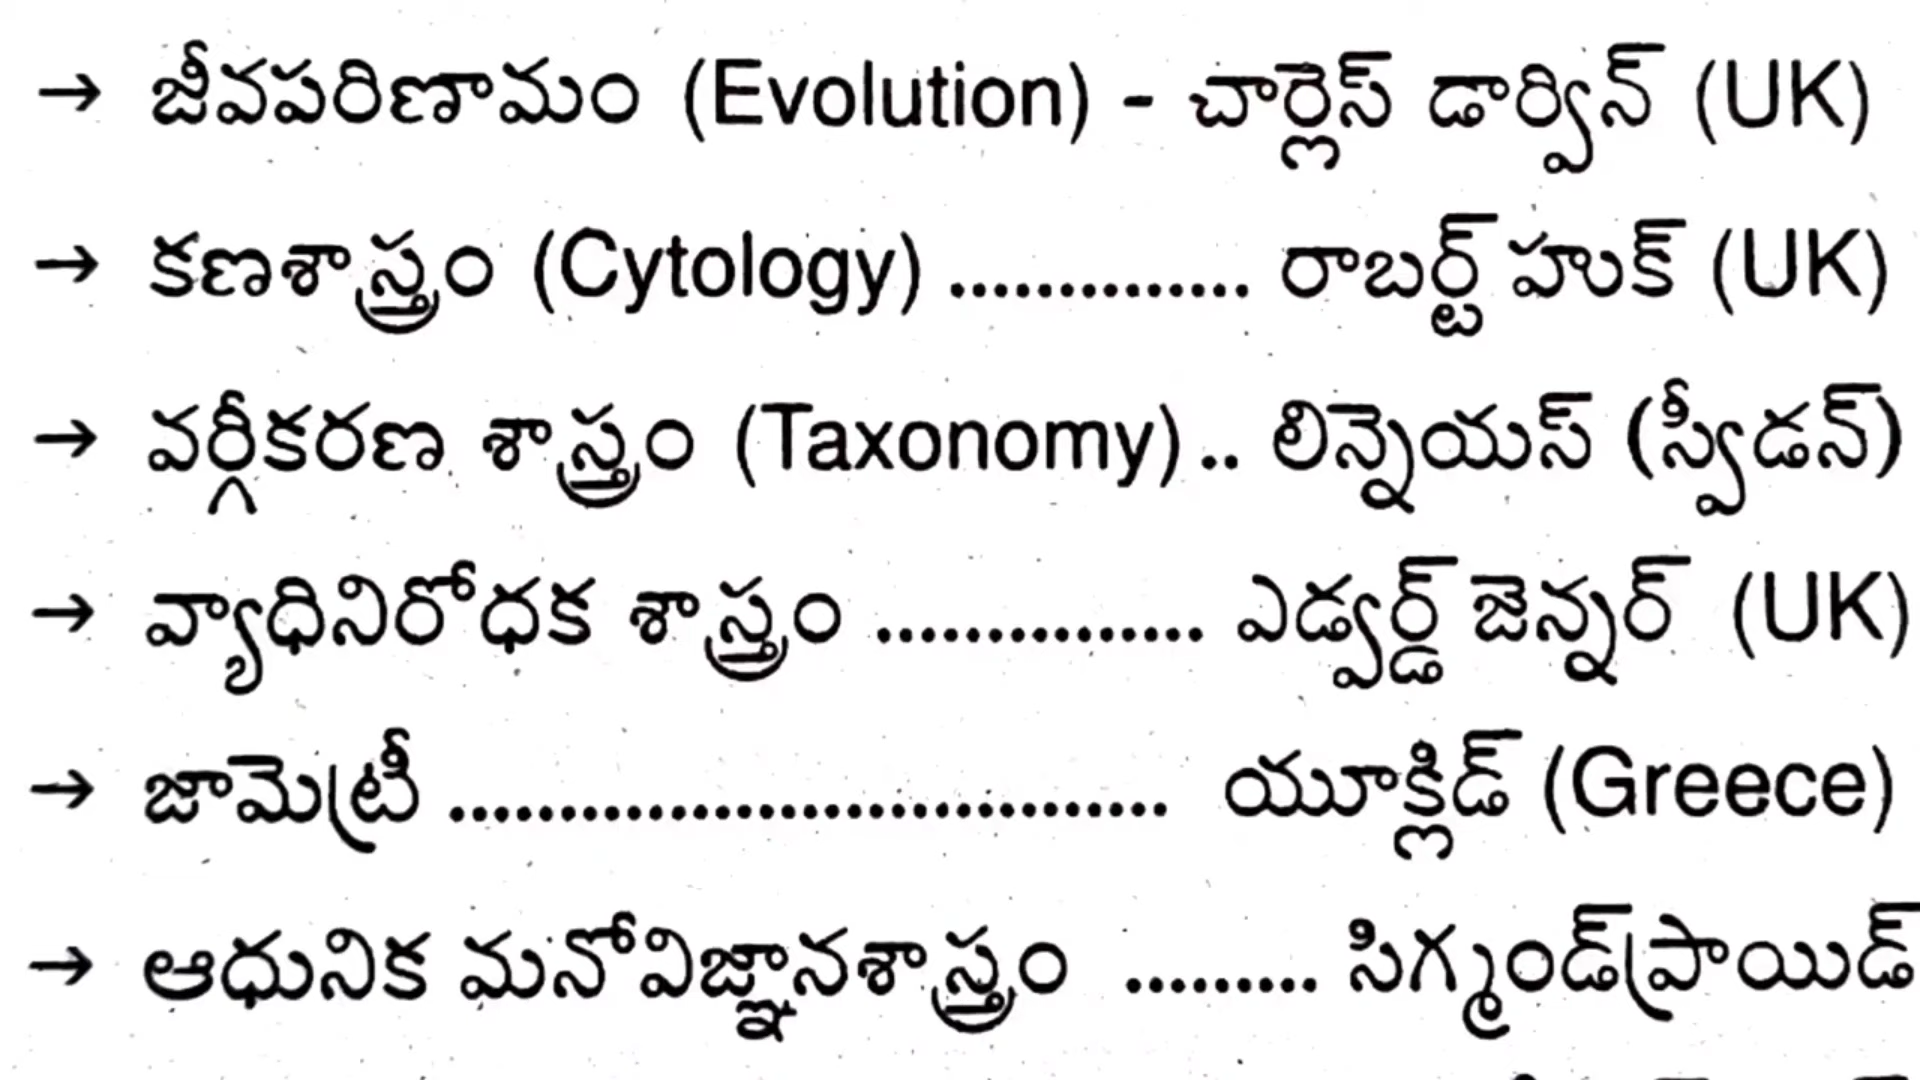 → జీవపరిణామం (Evolution) - చార్లెస్ డార్విన్ (UK)
→ కణశాస్త్రం (Cytology) .............. రాబర్ట్ హుక్ (UK)
→ వర్గీకరణ శాస్త్రం (Taxonomy) .. లిన్నెయస్ (స్వీడన్)
→ వ్యాధినిరోధక శాస్త్రం ............... ఎడ్వర్డ్ జెన్నర్ (UK)
→ జామెట్రీ ................................ యూక్లిడ్ (Greece)
→ ఆధునిక మనోవిజ్ఞానశాస్త్రం ......... సిగ్మండ్‌ప్రాయిడ్